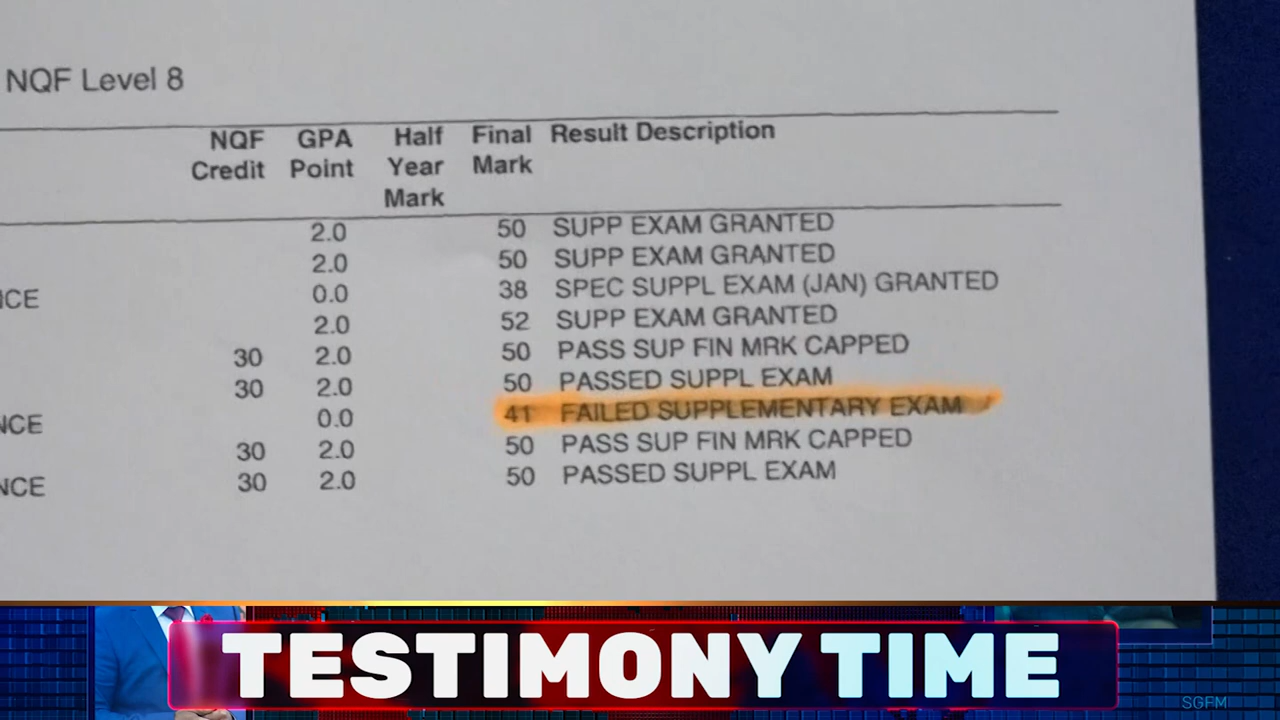 NQF Level 8
NQF GPA Half Final Result Description
Credit Point Year Mark
Mark
2.0 50 SUPP EXAM GRANTED
2.0 50 SUPP EXAM GRANTED
NCE 0.0 38 SPEC SUPPL EXAM (JAN) GRANTED
2.0 52 SUPP EXAM GRANTED
30 2.0 50 PASS SUP FIN MRK CAPPED
30 2.0 50 PASSED SUPPL EXAM
NCE 0.0 41 FAILED SUPPLEMENTARY EXAM
30 2.0 50 PASS SUP FIN MRK CAPPED
NCE 30 2.0 50 PASSED SUPPL EXAM
TESTIMONY TIME
SGFM